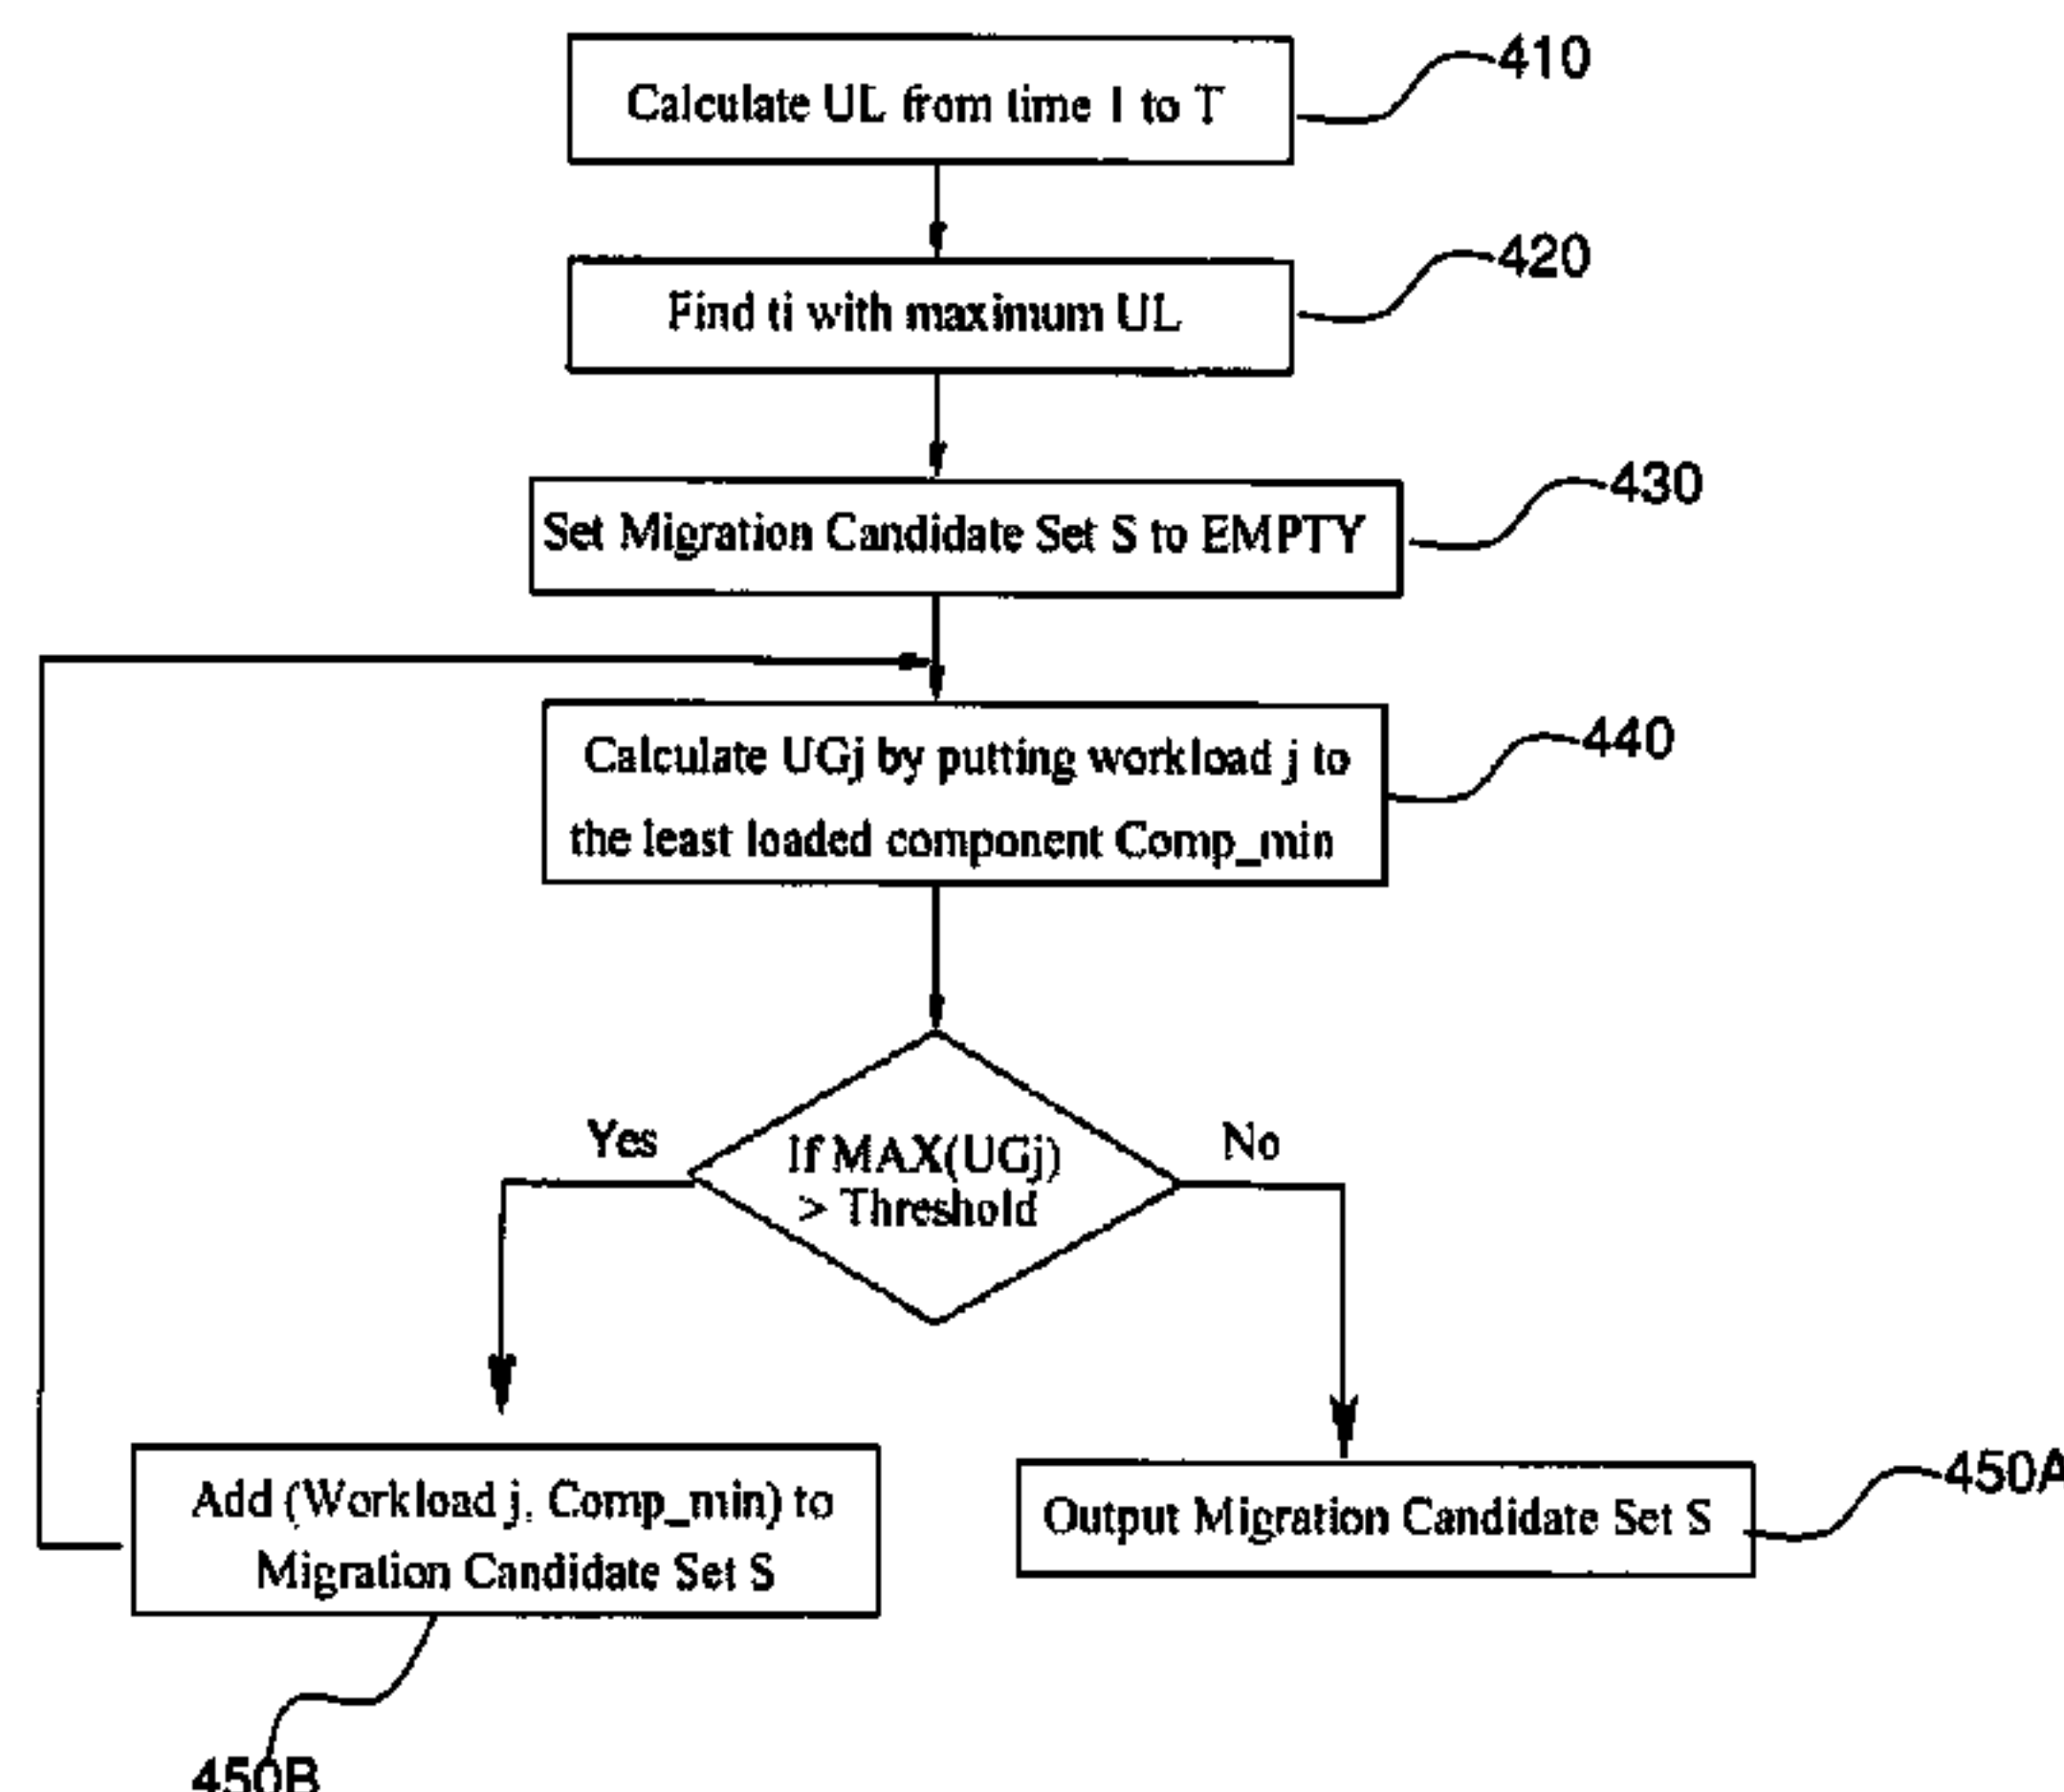 Calculate UL from time 1 to T
410
Find ti with maximum UL
420
Set Migration Candidate Set S to EMPTY
430
Calculate UGj by putting workload j to
the least loaded component Comp_min
440
If MAX(UGj)
> Threshold
Yes
No
Add (Workload j, Comp_min) to
Migration Candidate Set S
450B
Output Migration Candidate Set S
450A